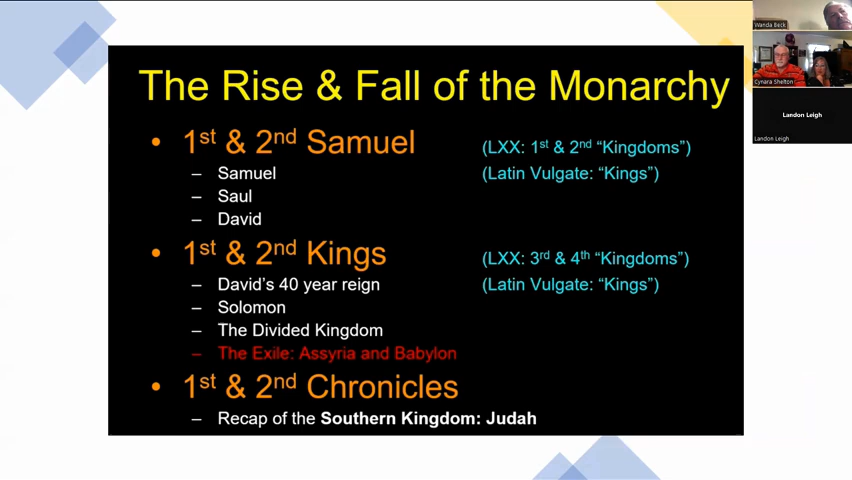 The Rise & Fall of the Monarchy
• 1st & 2nd Samuel (LXX: 1st & 2nd “Kingdoms”)
– Samuel (Latin Vulgate: “Kings”)
– Saul
– David
• 1st & 2nd Kings (LXX: 3rd & 4th “Kingdoms”)
– David’s 40 year reign (Latin Vulgate: “Kings”)
– Solomon
– The Divided Kingdom
– The Exile: Assyria and Babylon
• 1st & 2nd Chronicles
– Recap of the Southern Kingdom: Judah
Wanda Beck
Cynara Shelton
Landon Leigh
Landon Leigh